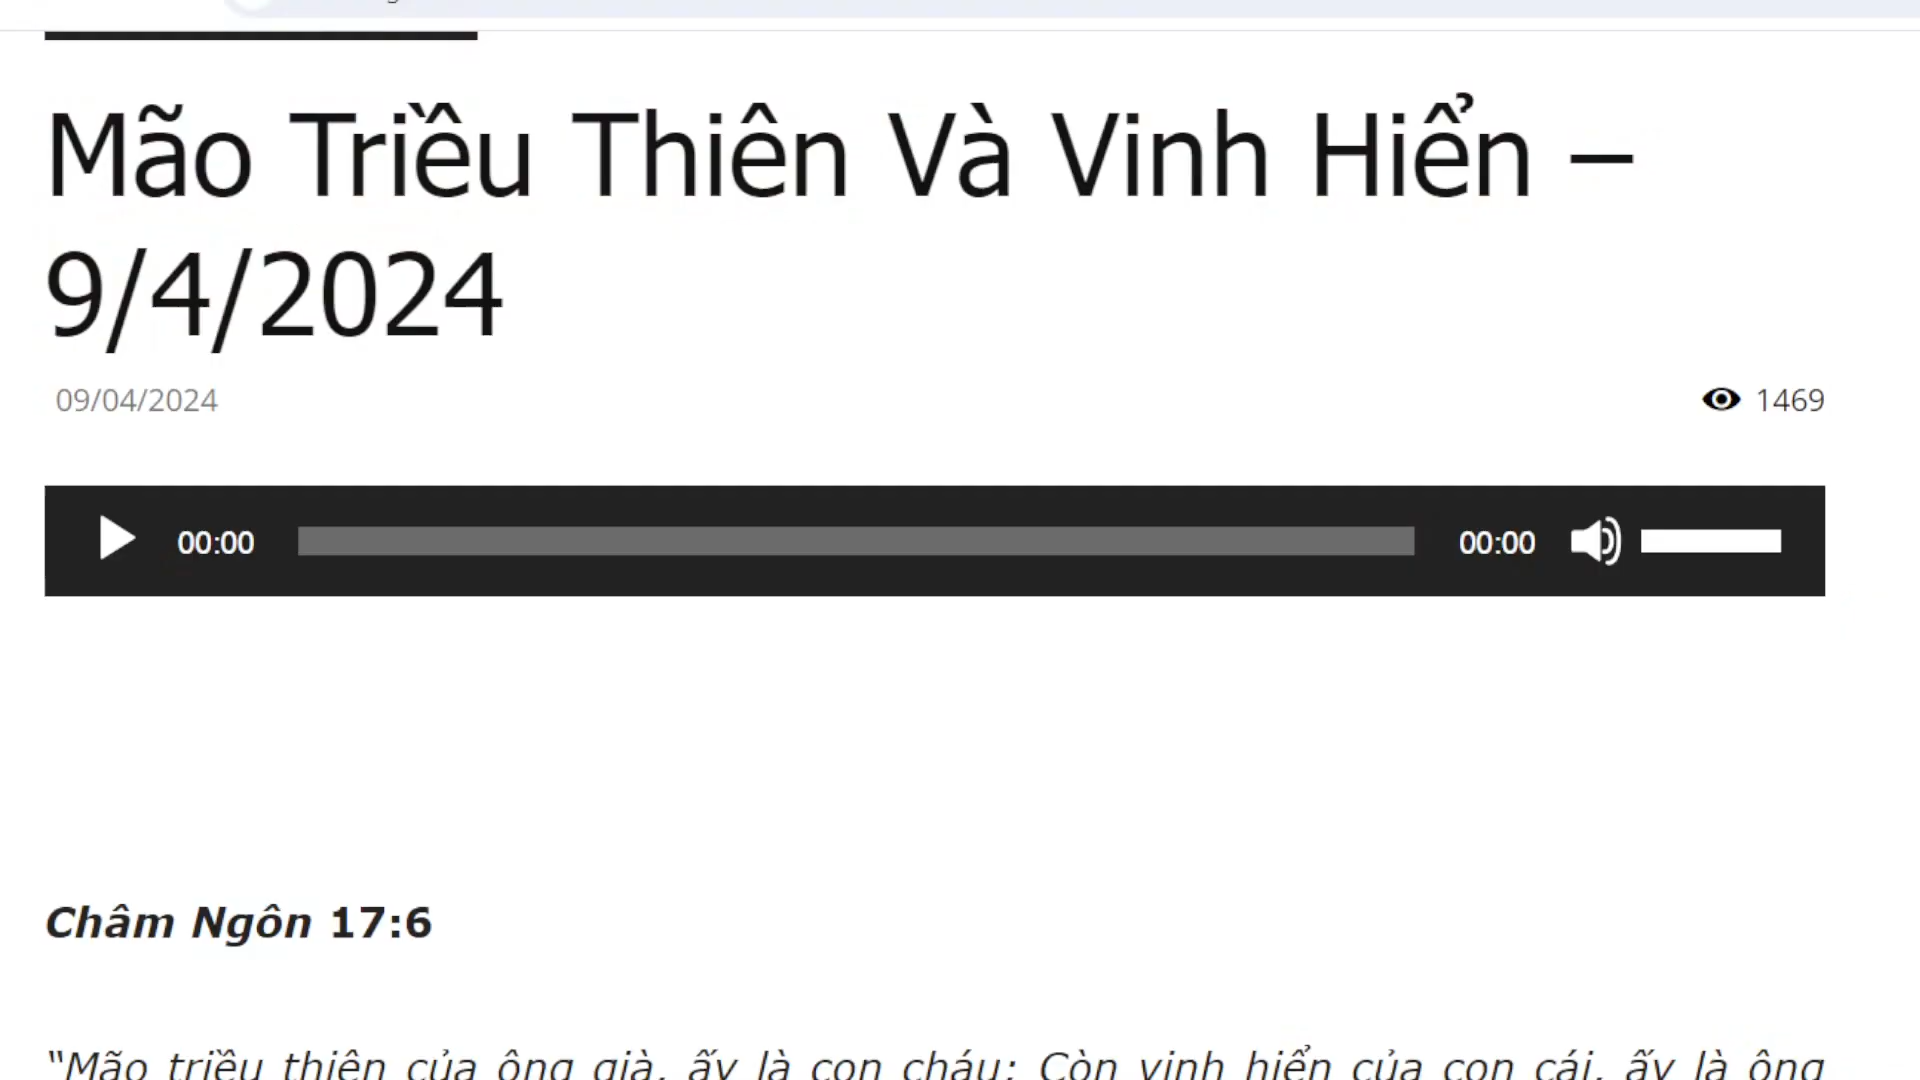 Mão Triều Thiên Và Vinh Hiển –
9/4/2024
09/04/2024
1469
00:00
00:00
Châm Ngôn 17:6
“Mão triều thiên của ông già, ấy là con cháu; Còn vinh hiển của con cái, ấy là ông